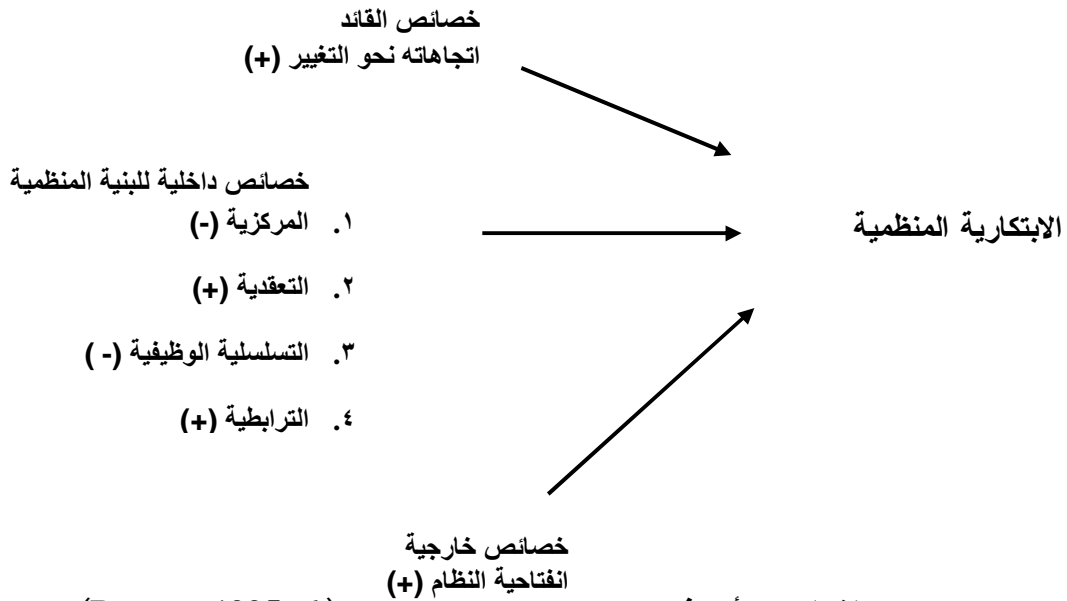 خصائص القائد
اتجاهاته نحو التغيير (+)
خصائص داخلية للبنية المنظمية
١. المركزية (-)
٢. التعقدية (+)
٣. التسلسلية الوظيفية (- )
٤. الترابطية (+)
الابتكارية المنظمية
خصائص خارجية
انفتاحية النظام (+)